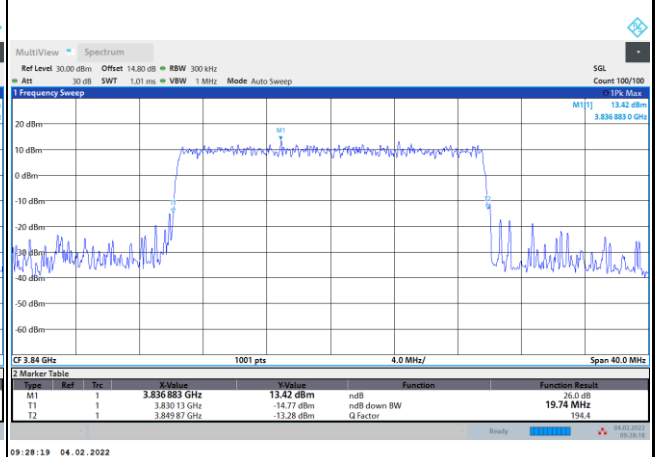 MultiView Spectrum
Ref Level 30.00 dBm Offset 14.80 dB RBW 300 kHz SGL
Att 30 dB SWT 1.01 ms VBW 1 MHz Mode Auto Sweep Count 100/100
1 Frequency Sweep 1Pk Max
M1[1] 13.42 dBm
3.836 883 0 GHz
M1
20 dBm
10 dBm
0 dBm
-10 dBm
-20 dBm
-30 dBm
-40 dBm
-50 dBm
-60 dBm
CF 3.84 GHz 1001 pts 4.0 MHz/ Span 40.0 MHz
2 Marker Table
Type Ref Trc X-Value Y-Value Function Function Result
M1 1 3.836 883 GHz 13.42 dBm ndB 26.0 dB
T1 1 3.830 13 GHz -14.77 dBm ndB down BW 19.74 MHz
T2 1 3.849 87 GHz -13.28 dBm Q Factor 194.4
Ready 04.02.2022
09:28:18
09:28:19 04.02.2022